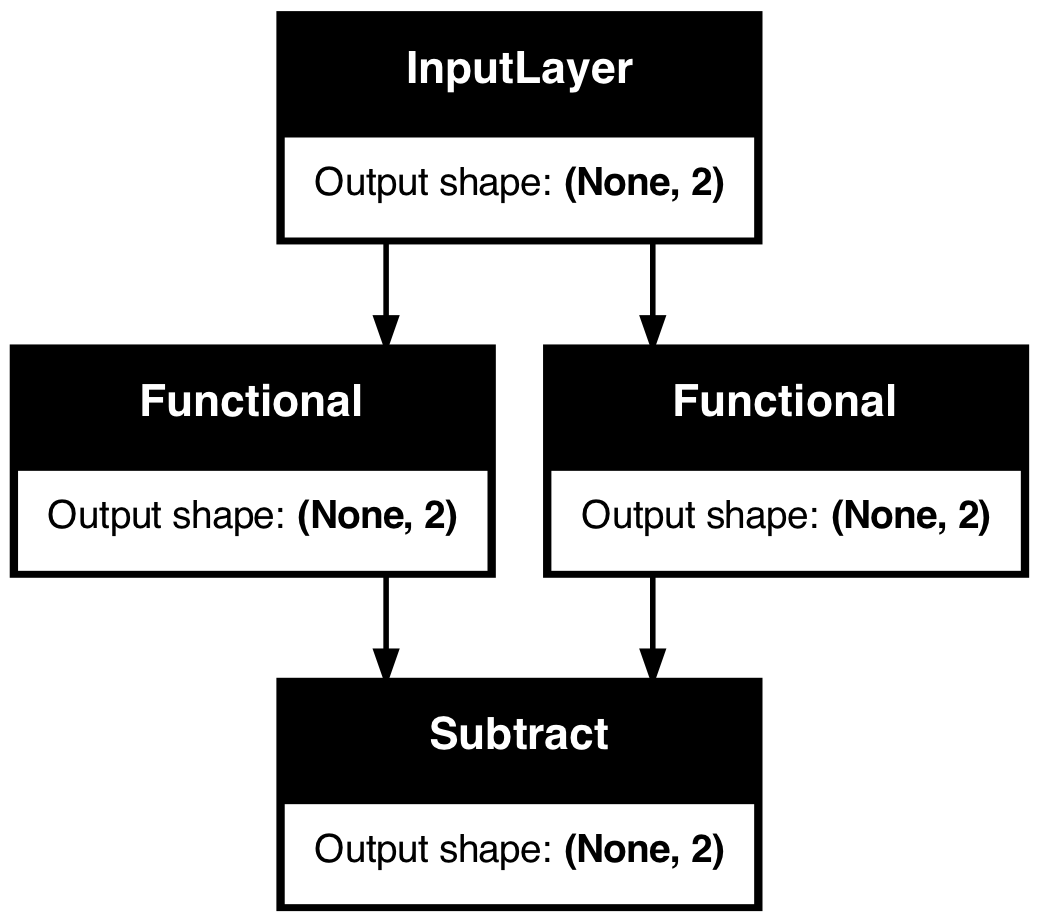 InputLayer
Output shape: (None, 2)
Functional
Output shape: (None, 2)
Functional
Output shape: (None, 2)
Subtract
Output shape: (None, 2)